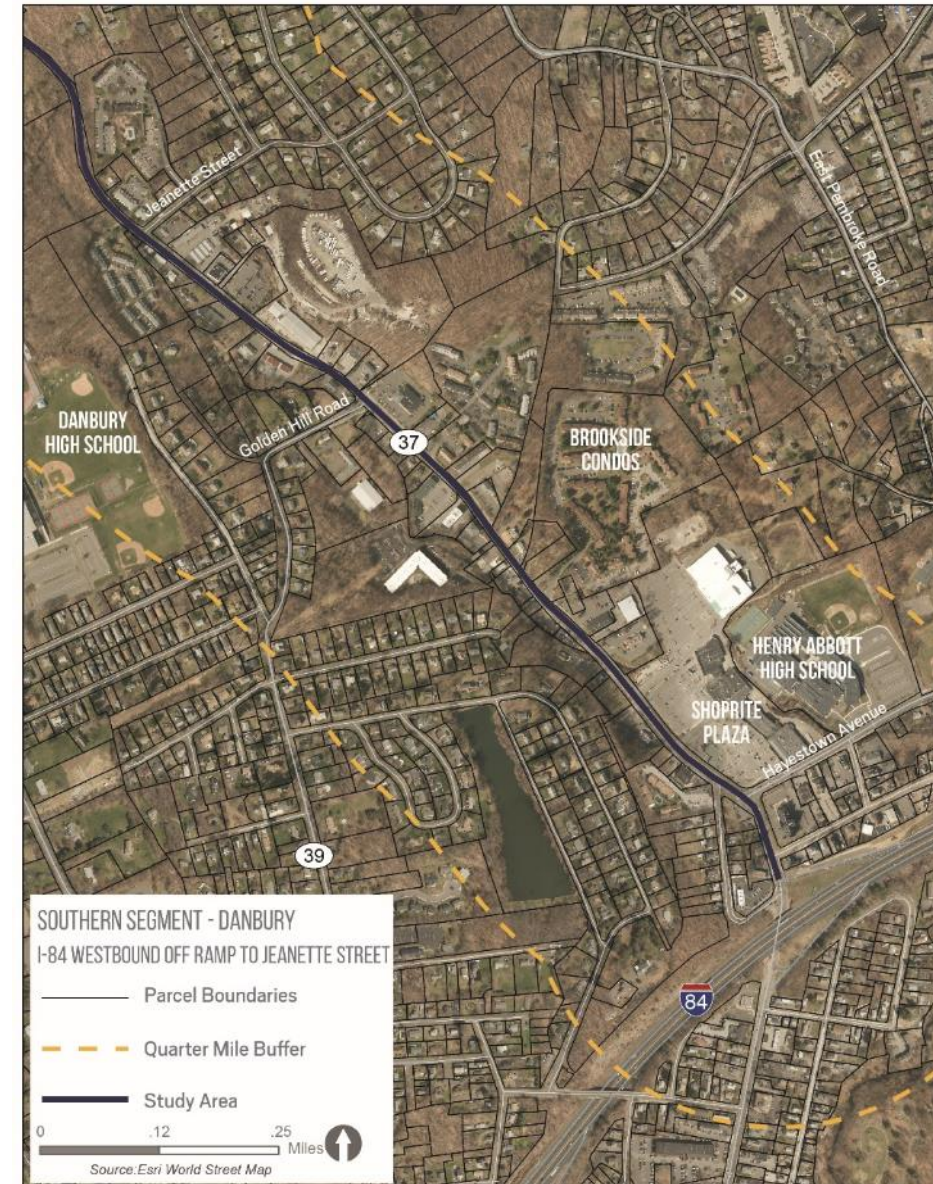 Jeanette Street
East Pembroke Road
DANBURY
HIGH SCHOOL
Golden Hill Road
37
BROOKSIDE
CONDOS
HENRY ABBOTT
HIGH SCHOOL
SHOPRITE
PLAZA
Hayestown Avenue
39
84
SOUTHERN SEGMENT - DANBURY
I-84 WESTBOUND OFF RAMP TO JEANETTE STREET
Parcel Boundaries
Quarter Mile Buffer
Study Area
0 .12 .25
Miles
Source:Esri World Street Map